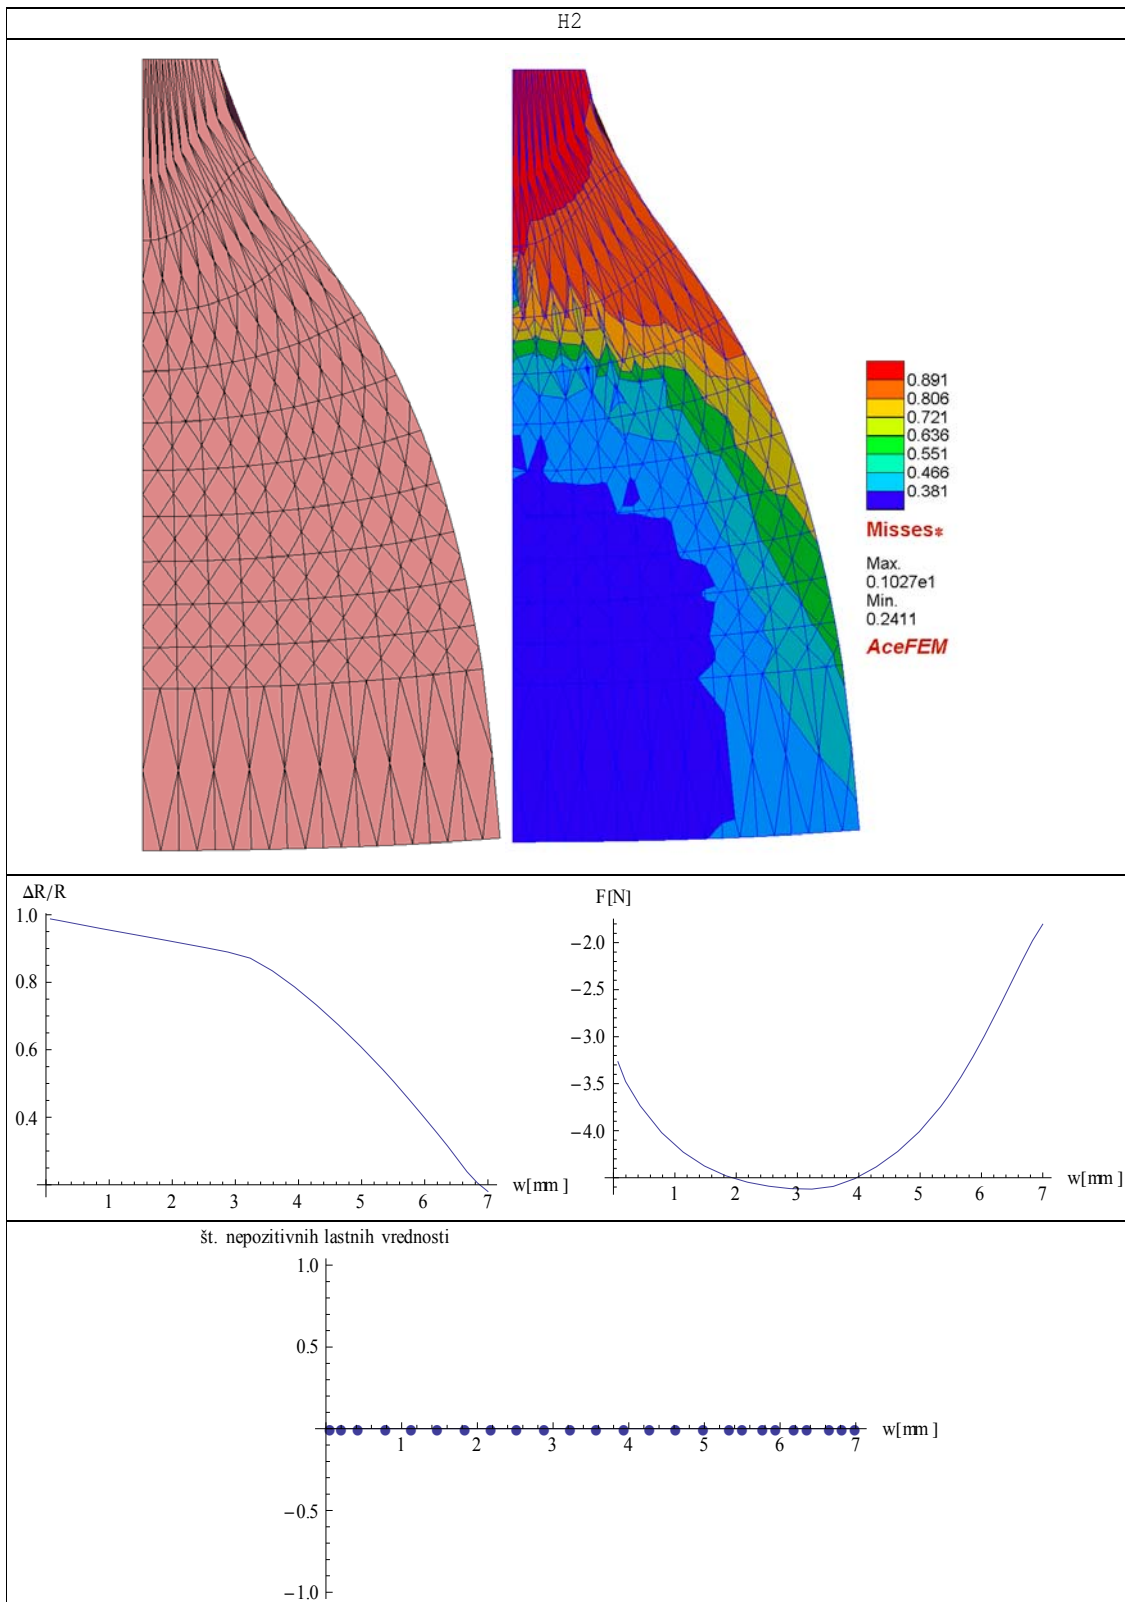 H2
0.891
0.806
0.721
0.636
0.551
0.466
0.381
Misses*
Max.
0.1027e1
Min.
0.2411
AceFEM
ΔR/R
1.0
0.8
0.6
0.4
1 2 3 4 5 6 7 w[mm]
F[N]
−2.0
−2.5
−3.0
−3.5
−4.0
1 2 3 4 5 6 7 w[mm]
št. nepozitivnih lastnih vrednosti
1.0
0.5
1 2 3 4 5 6 7 w[mm]
−0.5
−1.0